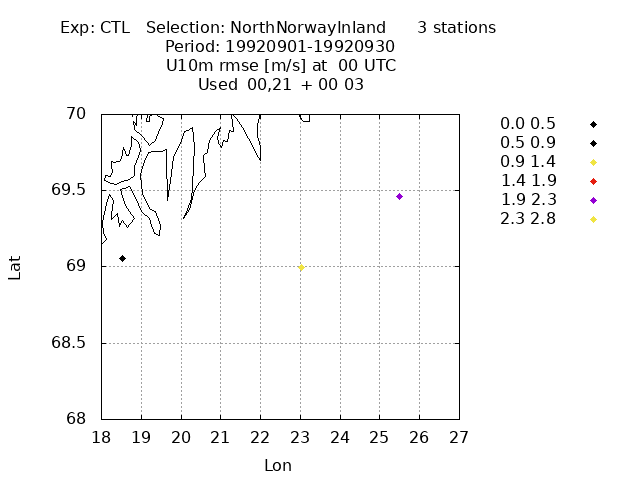 Exp: CTL   Selection: NorthNorwayInland      3 stations
Period: 19920901-19920930
U10m rmse [m/s] at  00 UTC
Used  00,21  + 00 03
70
69.5
69
68.5
68
Lat
18 19 20 21 22 23 24 25 26 27
Lon
0.0 0.5
0.5 0.9
0.9 1.4
1.4 1.9
1.9 2.3
2.3 2.8